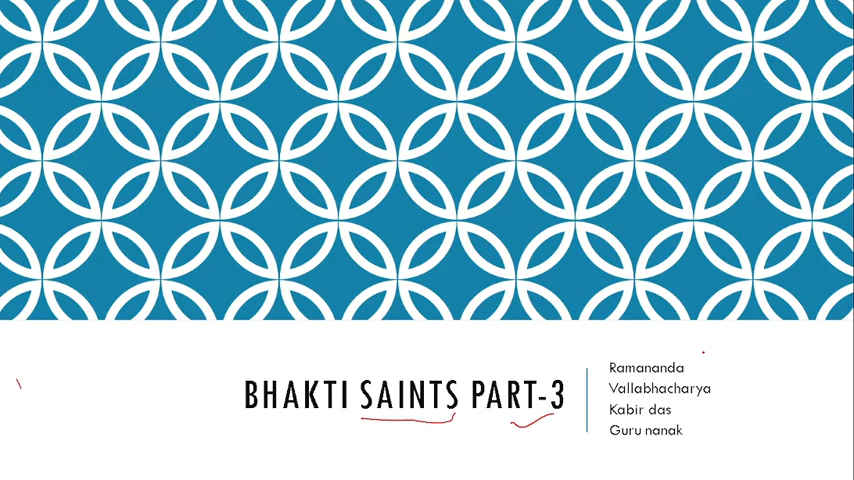 BHAKTI SAINTS PART-3
Ramananda
Vallabhacharya
Kabir das
Guru nanak